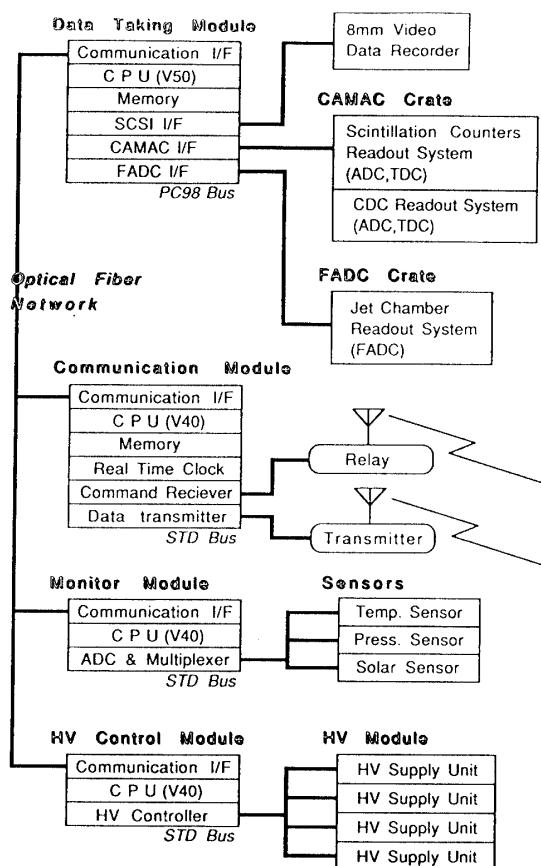 Data Taking Module
Communication I/F
C P U (V50)
Memory
SCSI I/F
CAMAC I/F
FADC I/F
PC98 Bus
8mm Video
Data Recorder
CAMAC Crate
Scintillation Counters
Readout System
(ADC,TDC)
CDC Readout System
(ADC,TDC)
FADC Crate
Jet Chamber
Readout System
(FADC)
Optical Fiber
Network
Communication Module
Communication I/F
C P U (V40)
Memory
Real Time Clock
Command Reciever
Data transmitter
STD Bus
Relay
Transmitter
Monitor Module
Communication I/F
C P U (V40)
ADC & Multiplexer
STD Bus
Sensors
Temp. Sensor
Press. Sensor
Solar Sensor
HV Control Module
Communication I/F
C P U (V40)
HV Controller
STD Bus
HV Module
HV Supply Unit
HV Supply Unit
HV Supply Unit
HV Supply Unit